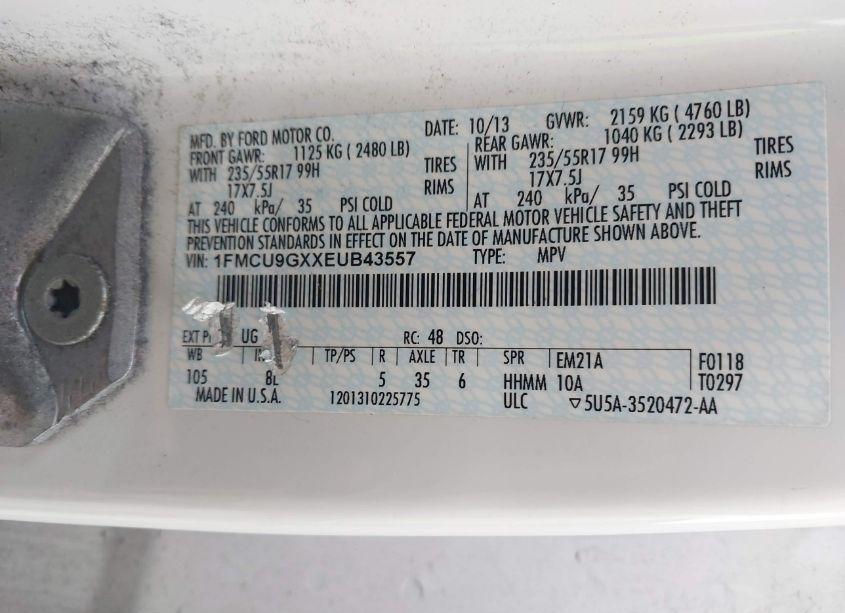 MFD. BY FORD MOTOR CO. DATE: 10/13 GVWR: 2159 KG ( 4760 LB)
FRONT GAWR: 1125 KG ( 2480 LB) REAR GAWR: 1040 KG ( 2293 LB)
WITH 235/55R17 99H TIRES WITH 235/55R17 99H TIRES
17X7.5J RIMS 17X7.5J RIMS
AT 240 kPa/ 35 PSI COLD AT 240 kPa/ 35 PSI COLD
THIS VEHICLE CONFORMS TO ALL APPLICABLE FEDERAL MOTOR VEHICLE SAFETY AND THEFT
PREVENTION STANDARDS IN EFFECT ON THE DATE OF MANUFACTURE SHOWN ABOVE.
VIN: 1FMCU9GXXEUB43557 TYPE: MPV
EXT UG RC: 48 DSO:
WB TP/PS R AXLE TR SPR EM21A F0118
105 8L 5 35 6 HHMM 10A T0297
MADE IN U.S.A. 1201310225775 ULC ▽5U5A-3520472-AA